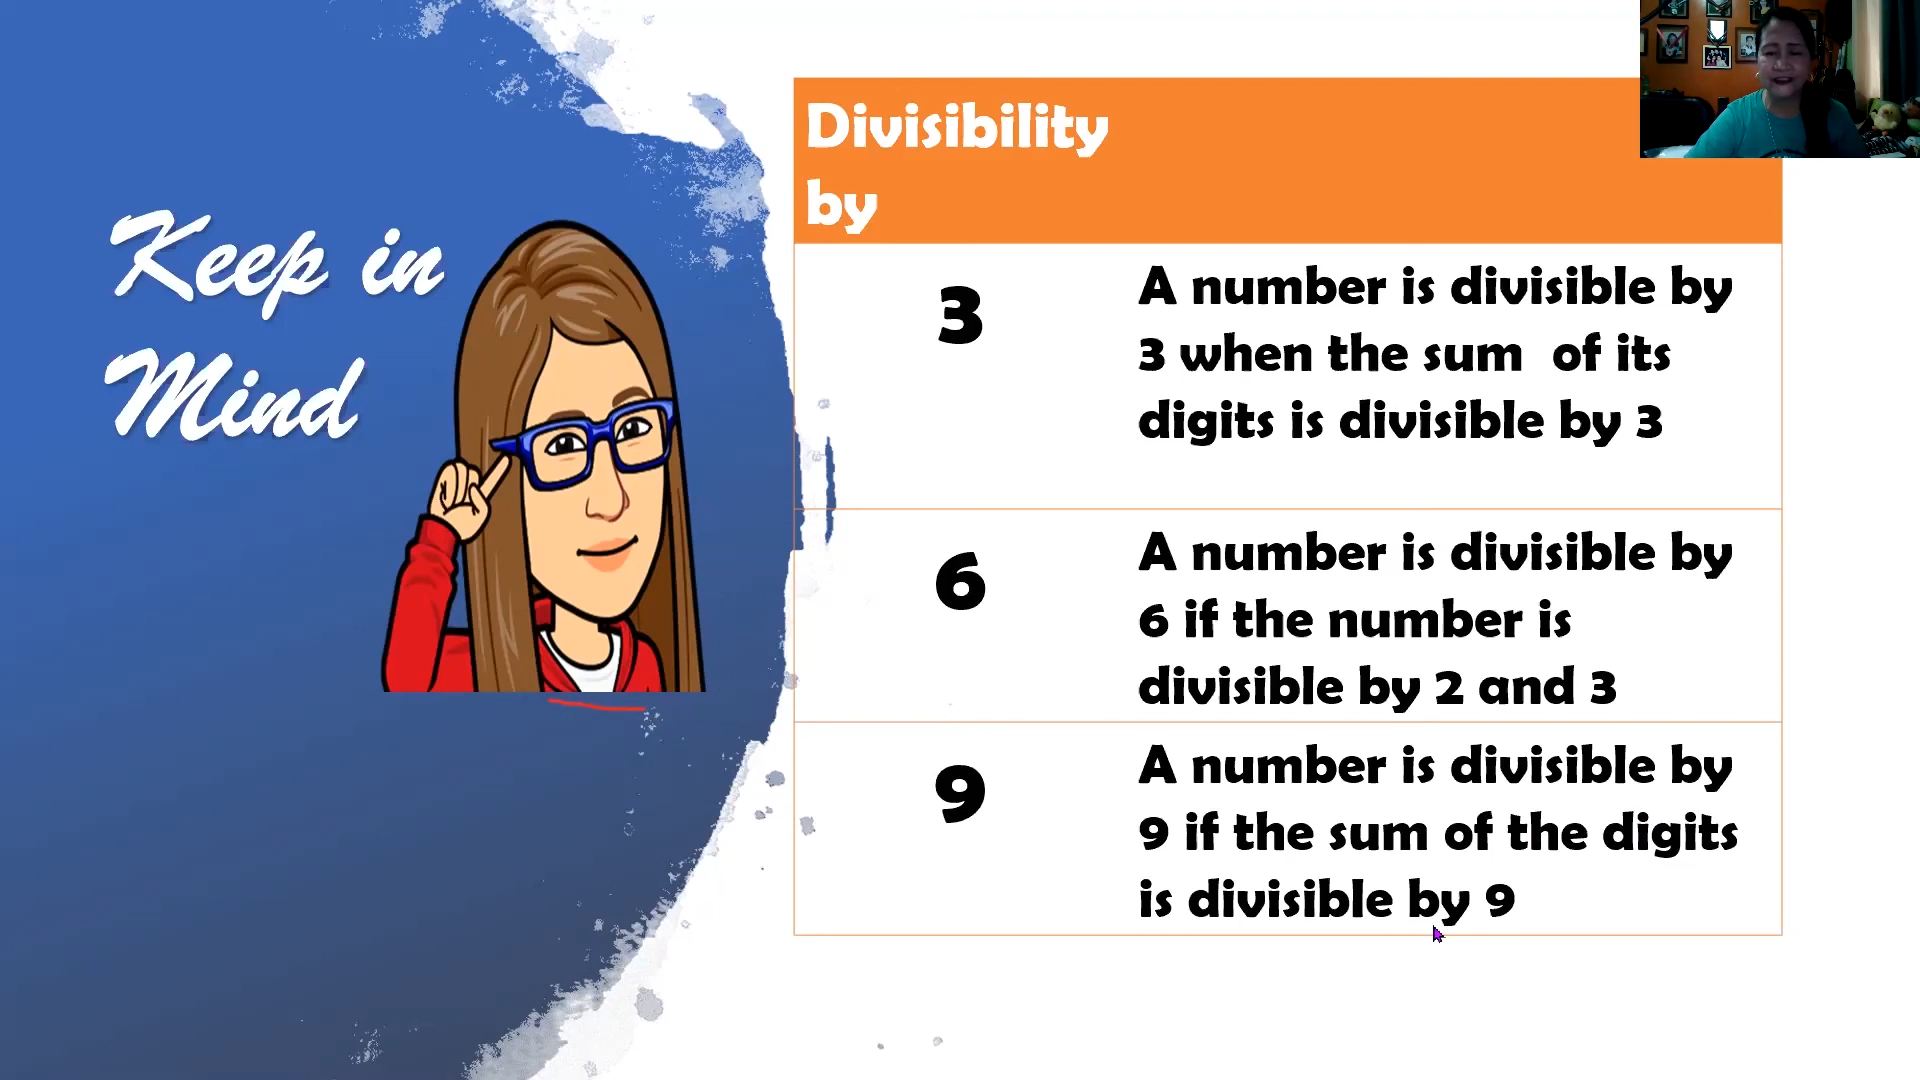 Keep in
Mind
Divisibility
by
3
A number is divisible by
3 when the sum of its
digits is divisible by 3
6
A number is divisible by
6 if the number is
divisible by 2 and 3
9
A number is divisible by
9 if the sum of the digits
is divisible by 9